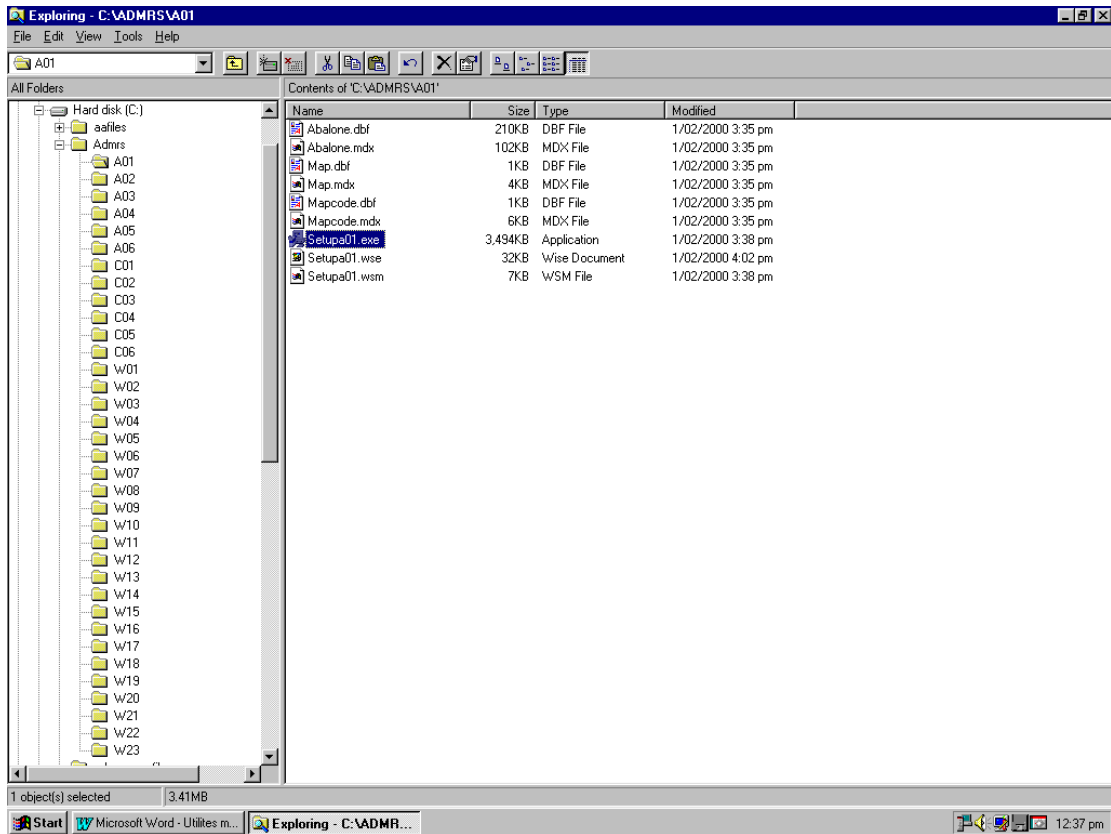 Exploring - C:\ADMRS\A01
File Edit View Tools Help
A01
All Folders
Contents of 'C:\ADMRS\A01'
Hard disk (C:)
aafiles
Admrs
A01
A02
A03
A04
A05
A06
C01
C02
C03
C04
C05
C06
W01
W02
W03
W04
W05
W06
W07
W08
W09
W10
W11
W12
W13
W14
W15
W16
W17
W18
W19
W20
W21
W22
W23
Name Size Type Modified
Abalone.dbf 210KB DBF File 1/02/2000 3:35 pm
Abalone.mdx 102KB MDX File 1/02/2000 3:35 pm
Map.dbf 1KB DBF File 1/02/2000 3:35 pm
Map.mdx 4KB MDX File 1/02/2000 3:35 pm
Mapcode.dbf 1KB DBF File 1/02/2000 3:35 pm
Mapcode.mdx 6KB MDX File 1/02/2000 3:35 pm
Setupa01.exe 3,494KB Application 1/02/2000 3:38 pm
Setupa01.wse 32KB Wise Document 1/02/2000 4:02 pm
Setupa01.wsm 7KB WSM File 1/02/2000 3:38 pm
1 object(s) selected 3.41MB
Start Microsoft Word - Utilites m... Exploring - C:\ADMR... 12:37 pm